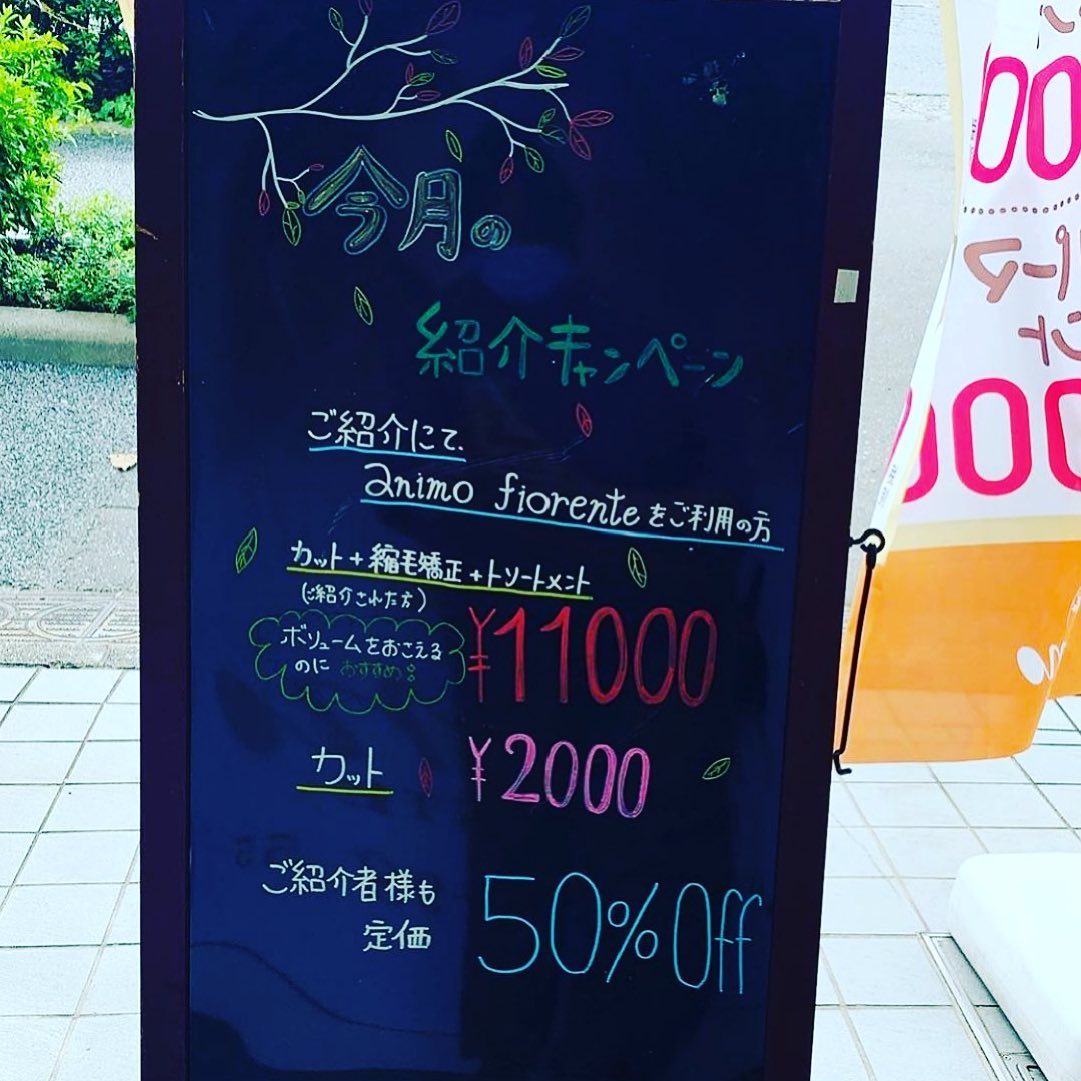 今月の
紹介キャンペーン
ご紹介にて、
animo fiorenteをご利用の方
カット+縮毛矯正+トリートメント
(ご紹介された方)
ボリュームをおさえる
のに おすすめ!
¥11000
カット ¥2000
ご紹介者様も
定価 50%Off